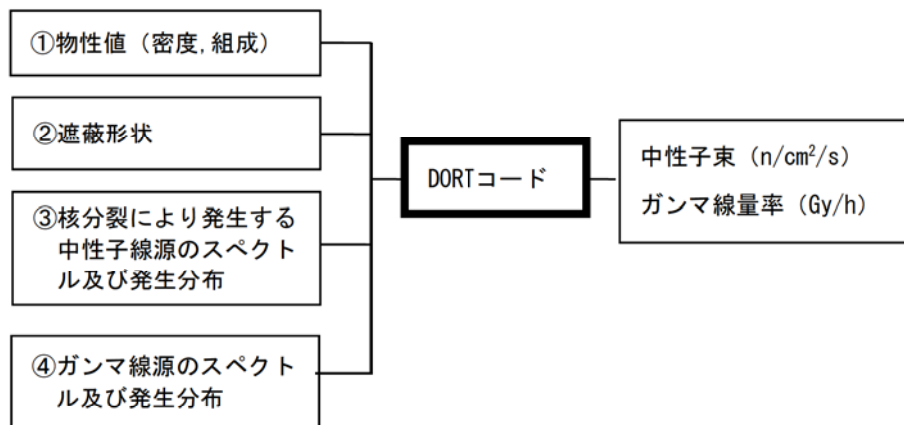 ①物性値（密度,組成）
②遮蔽形状
③核分裂により発生する
中性子線源のスペクト
ル及び発生分布
④ガンマ線源のスペクト
ル及び発生分布
DORTコード
中性子束（n/cm²/s）
ガンマ線量率（Gy/h）